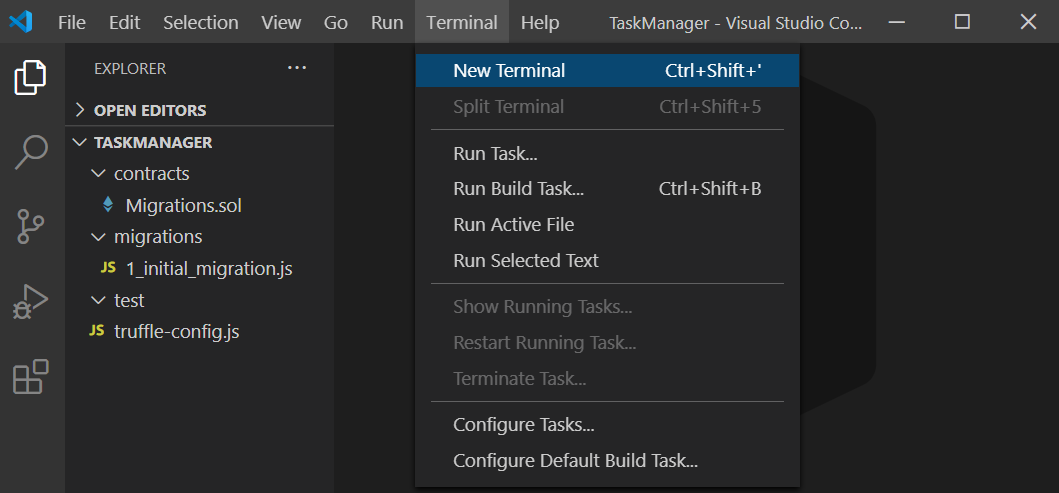 File Edit Selection View Go Run Terminal Help TaskManager - Visual Studio Co...
EXPLORER ...
OPEN EDITORS
TASKMANAGER
contracts
Migrations.sol
migrations
JS 1_initial_migration.js
test
JS truffle-config.js
New Terminal Ctrl+Shift+'
Split Terminal Ctrl+Shift+5
Run Task...
Run Build Task... Ctrl+Shift+B
Run Active File
Run Selected Text
Show Running Tasks...
Restart Running Task...
Terminate Task...
Configure Tasks...
Configure Default Build Task...